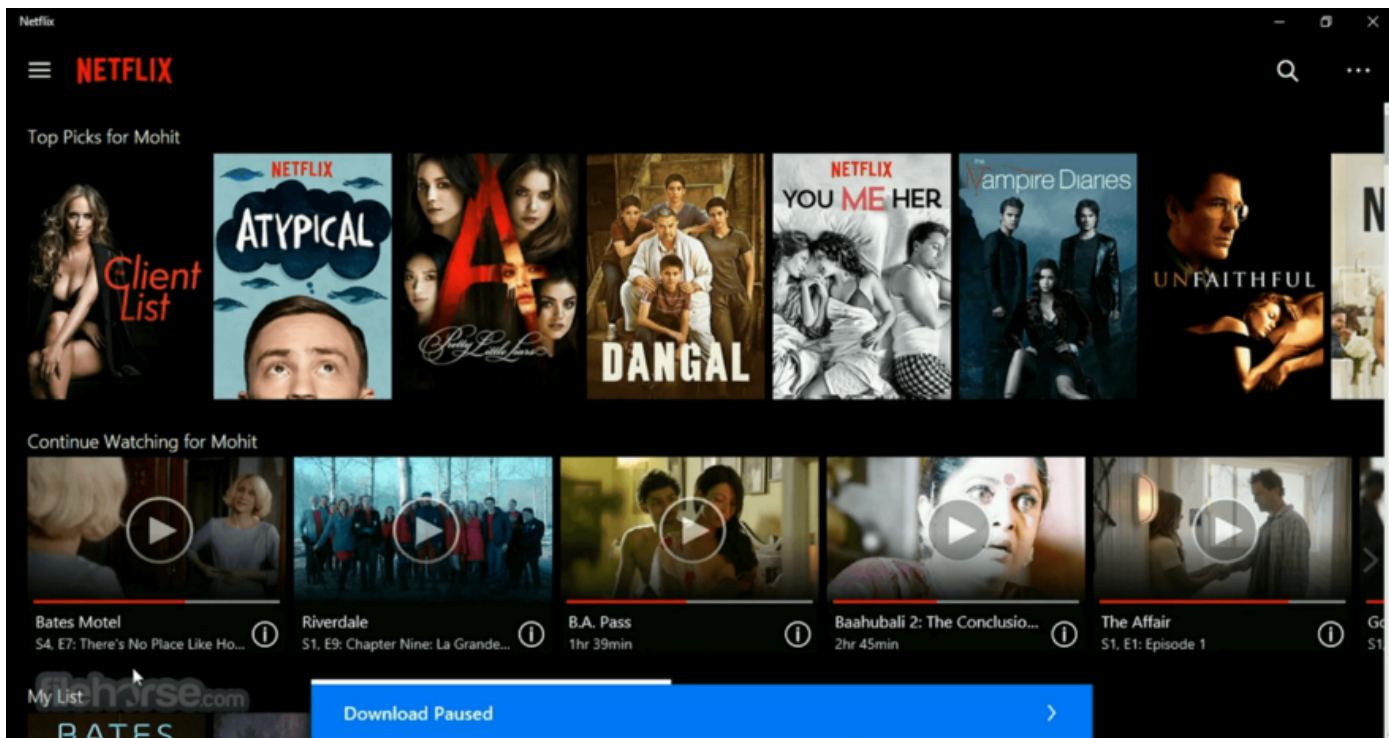 Netflix
NETFLIX
Top Picks for Mohit
the Client List
NETFLIX
ATYPICAL
A
Pretty Little Liars
DANGAL
NETFLIX
YOU ME HER
the
Vampire Diaries
UNFAITHFUL
N
Continue Watching for Mohit
Bates Motel
S4, E7: There's No Place Like Ho...
Riverdale
S1, E9: Chapter Nine: La Grande...
B.A. Pass
1hr 39min
Baahubali 2: The Conclusio...
2hr 45min
The Affair
S1, E1: Episode 1
Go
S1,
My List
filehorse.com
BATES
Download Paused